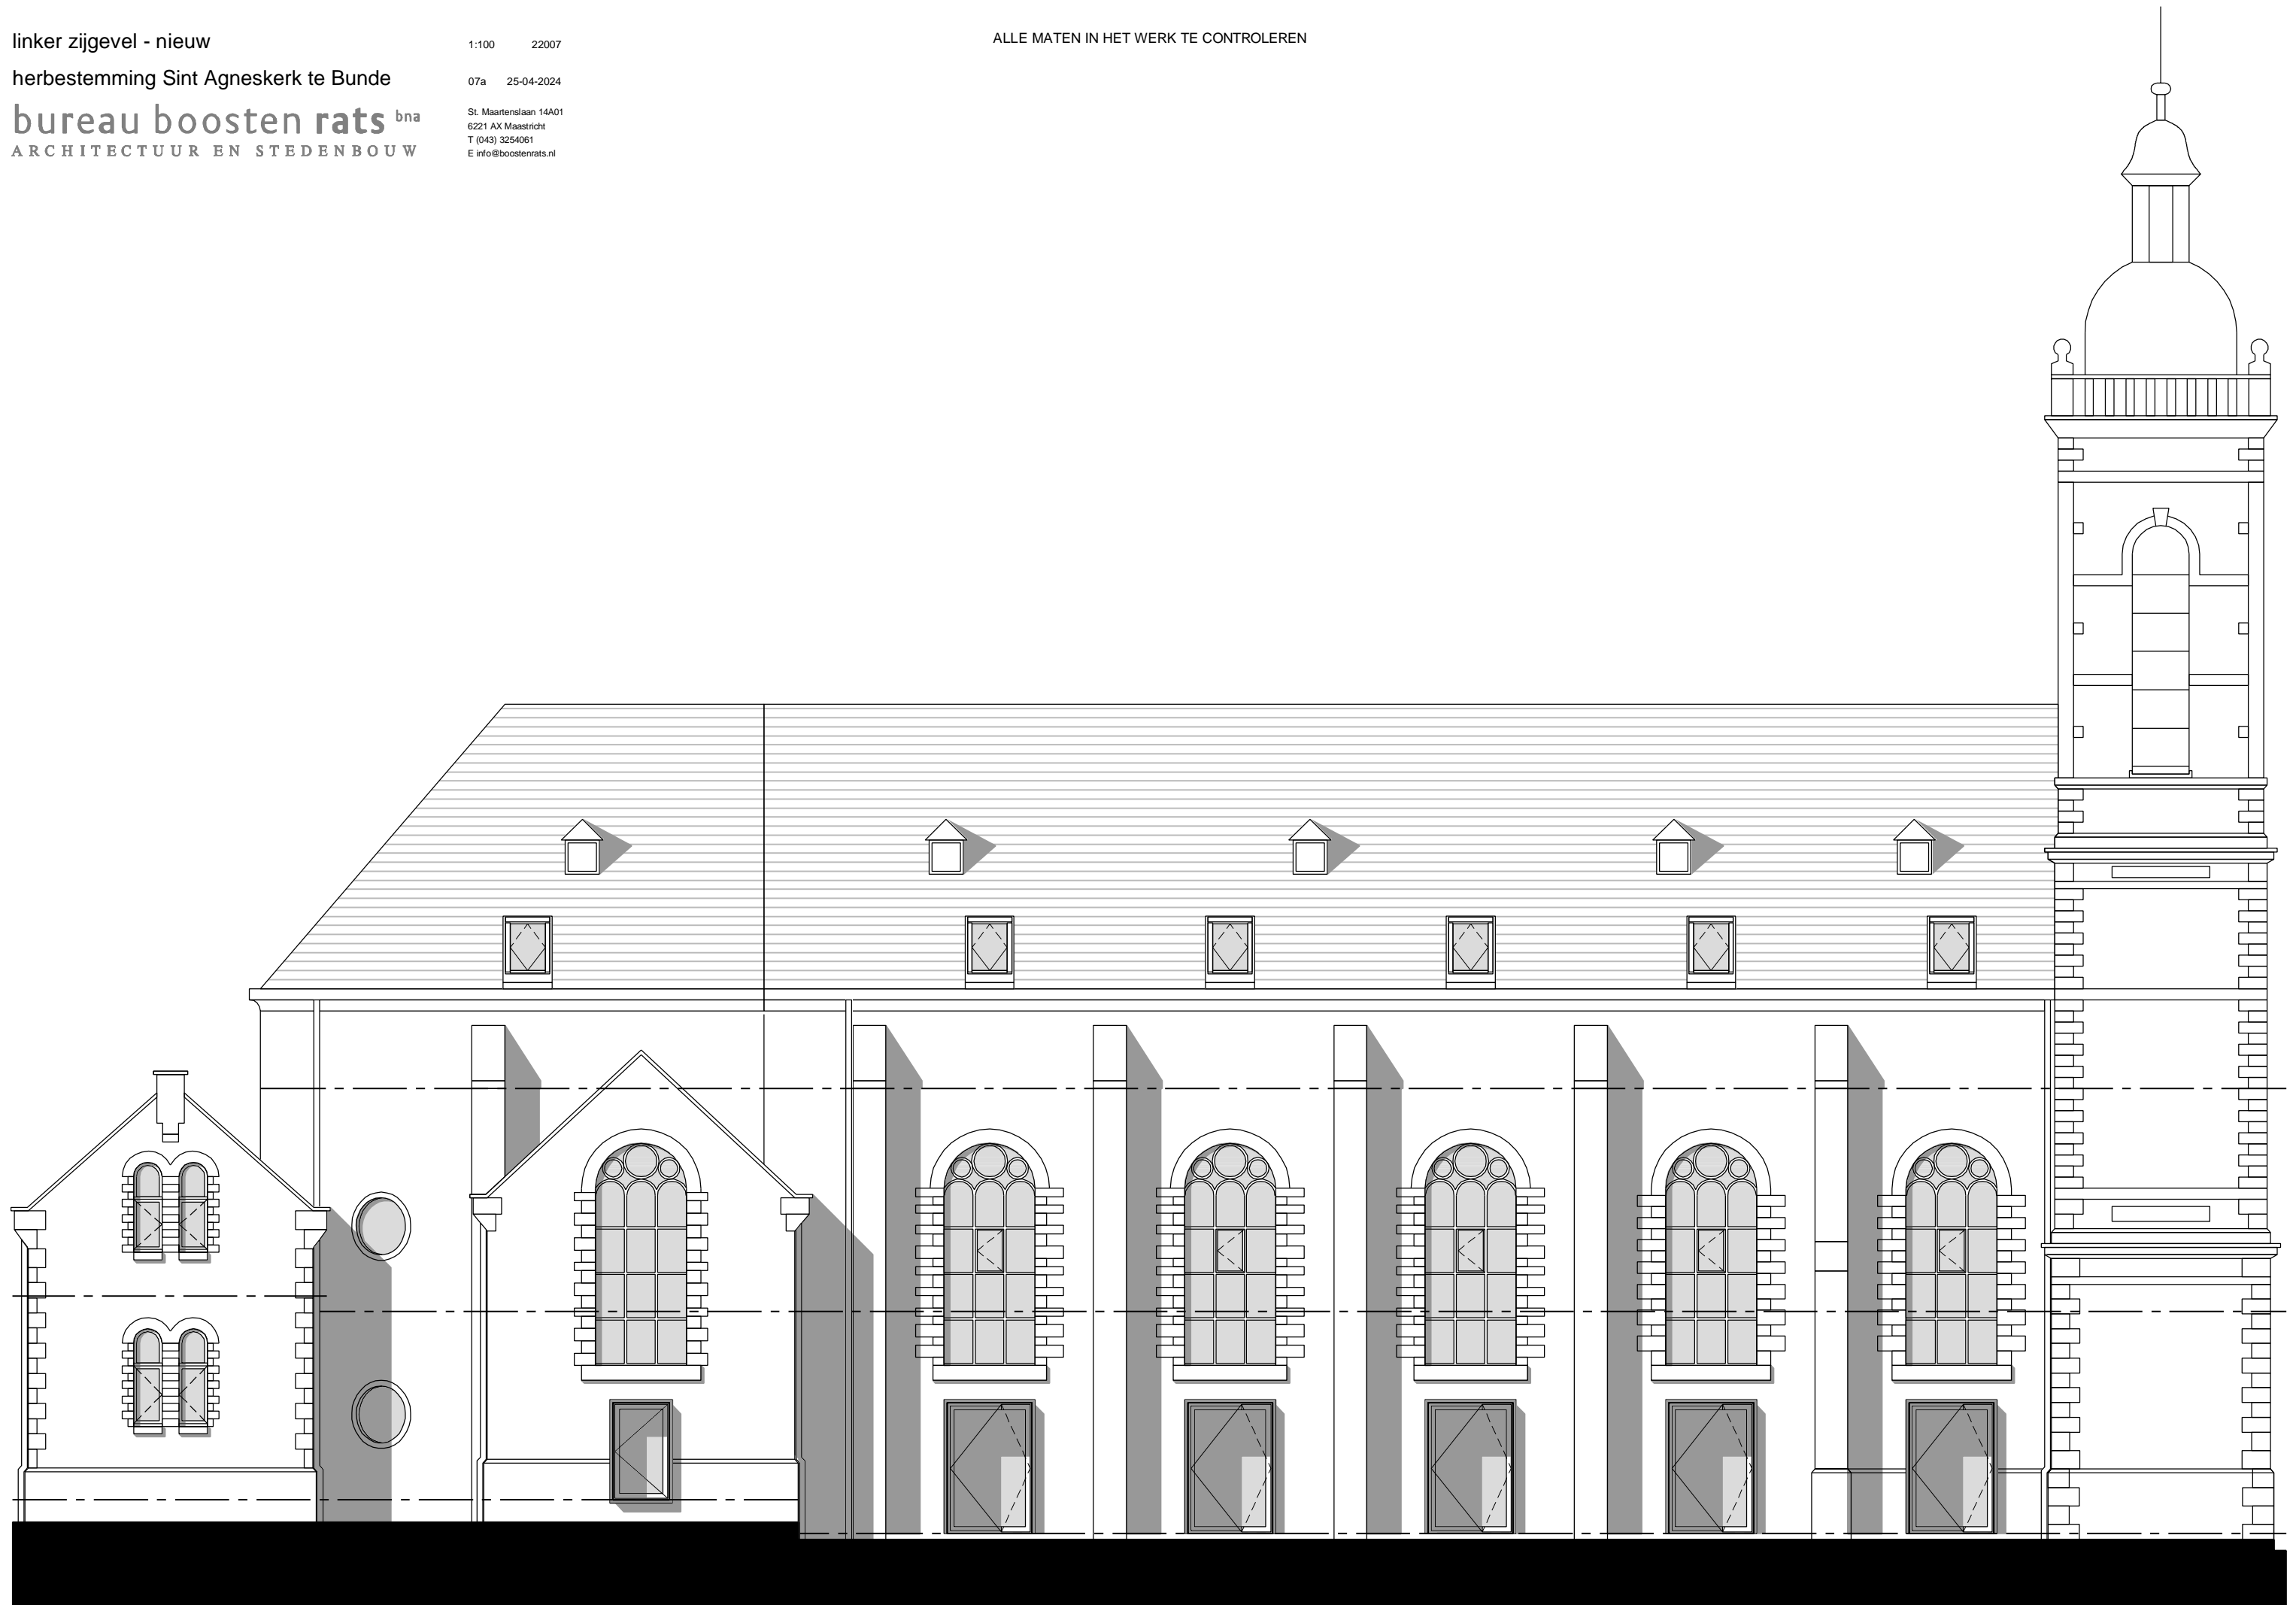 linker zijgevel - nieuw
herbestemming Sint Agneskerk te Bunde
bureau boosten rats bna
ARCHITECTUUR EN STEDENBOUW
1:100 22007
07a 25-04-2024
St. Maartenslaan 14A01
6221 AX Maastricht
T (043) 3254061
E info@boostenrats.nl
ALLE MATEN IN HET WERK TE CONTROLEREN